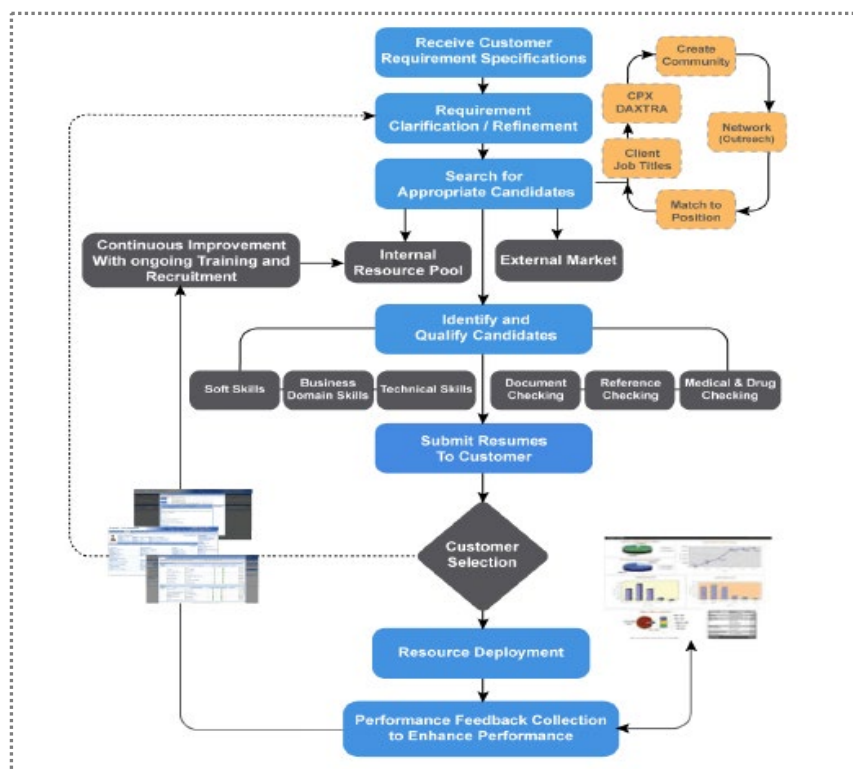 Receive Customer
Requirement Specifications
Create
Community
CPX
DAXTRA
Requirement
Clarification / Refinement
Network
(Outreach)
Client
Job Titles
Search for
Appropriate Candidates
Match to
Position
Continuous Improvement
With ongoing Training and
Recruitment
Internal
Resource Pool
External Market
Identify and
Qualify Candidates
Soft Skills
Business
Domain Skills
Technical Skills
Document
Checking
Reference
Checking
Medical & Drug
Checking
Submit Resumes
To Customer
Customer
Selection
Resource Deployment
Performance Feedback Collection
to Enhance Performance